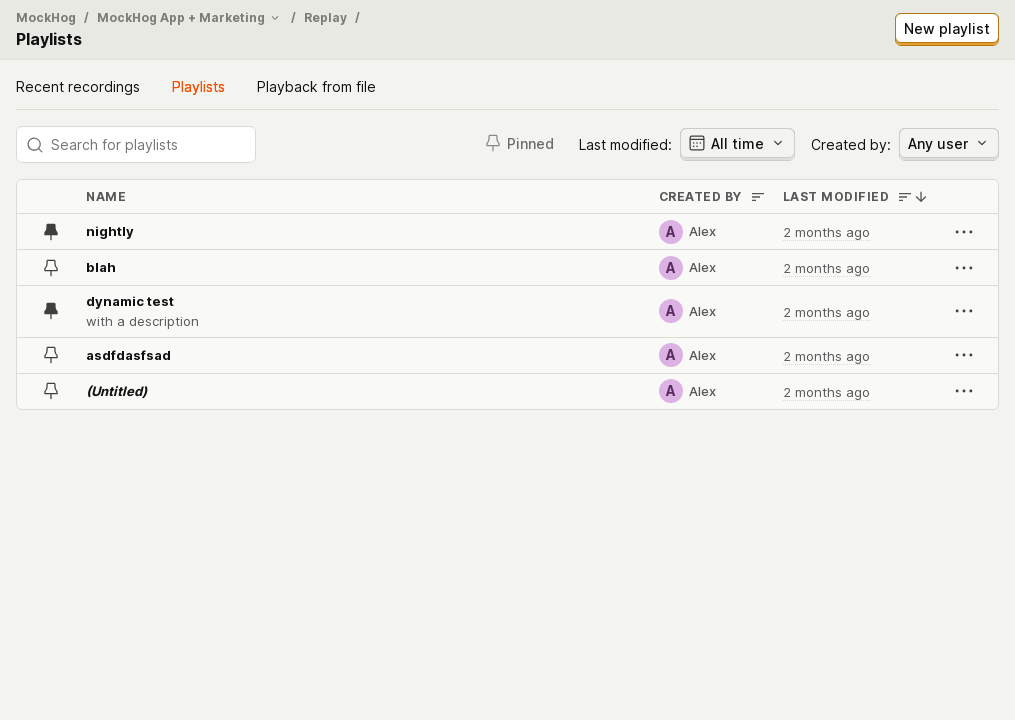 MockHog / MockHog App + Marketing / Replay /
Playlists
New playlist
Recent recordings Playlists Playback from file
Search for playlists Pinned Last modified: All time Created by: Any user
NAME CREATED BY LAST MODIFIED
nightly A Alex 2 months ago
blah A Alex 2 months ago
dynamic test
with a description A Alex 2 months ago
asdfdasfsad A Alex 2 months ago
(Untitled) A Alex 2 months ago